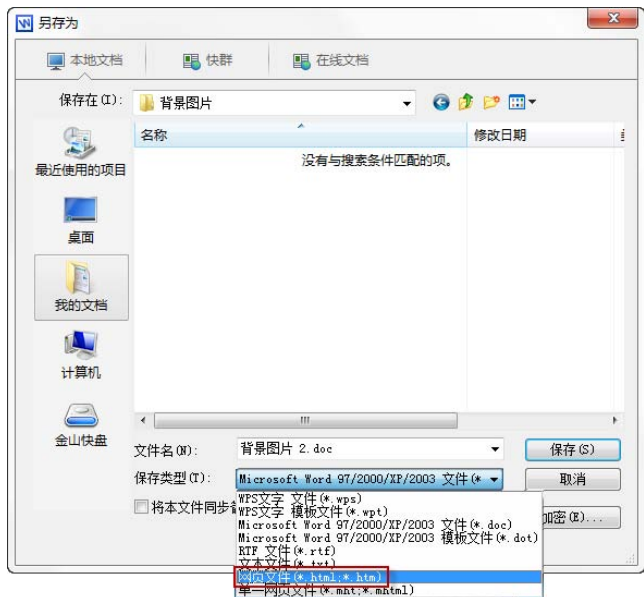 另存为
本地文档 快群 在线文档
保存在(I): 背景图片
名称 修改日期
没有与搜索条件匹配的项。
最近使用的项目
桌面
我的文档
计算机
金山快盘
文件名(N): 背景图片 2.doc 保存(S)
保存类型(T): Microsoft Word 97/2000/XP/2003 文件(* 取消
将本文件同步 加密(E)...
WPS文字 文件(*.wps)
WPS文字 模板文件(*.wpt)
Microsoft Word 97/2000/XP/2003 文件(*.doc)
Microsoft Word 97/2000/XP/2003 模板文件(*.dot)
RTF 文件(*.rtf)
文本文件(*.txt)
网页文件(*.html;*.htm)
单一网页文件(*.mht;*.mhtml)